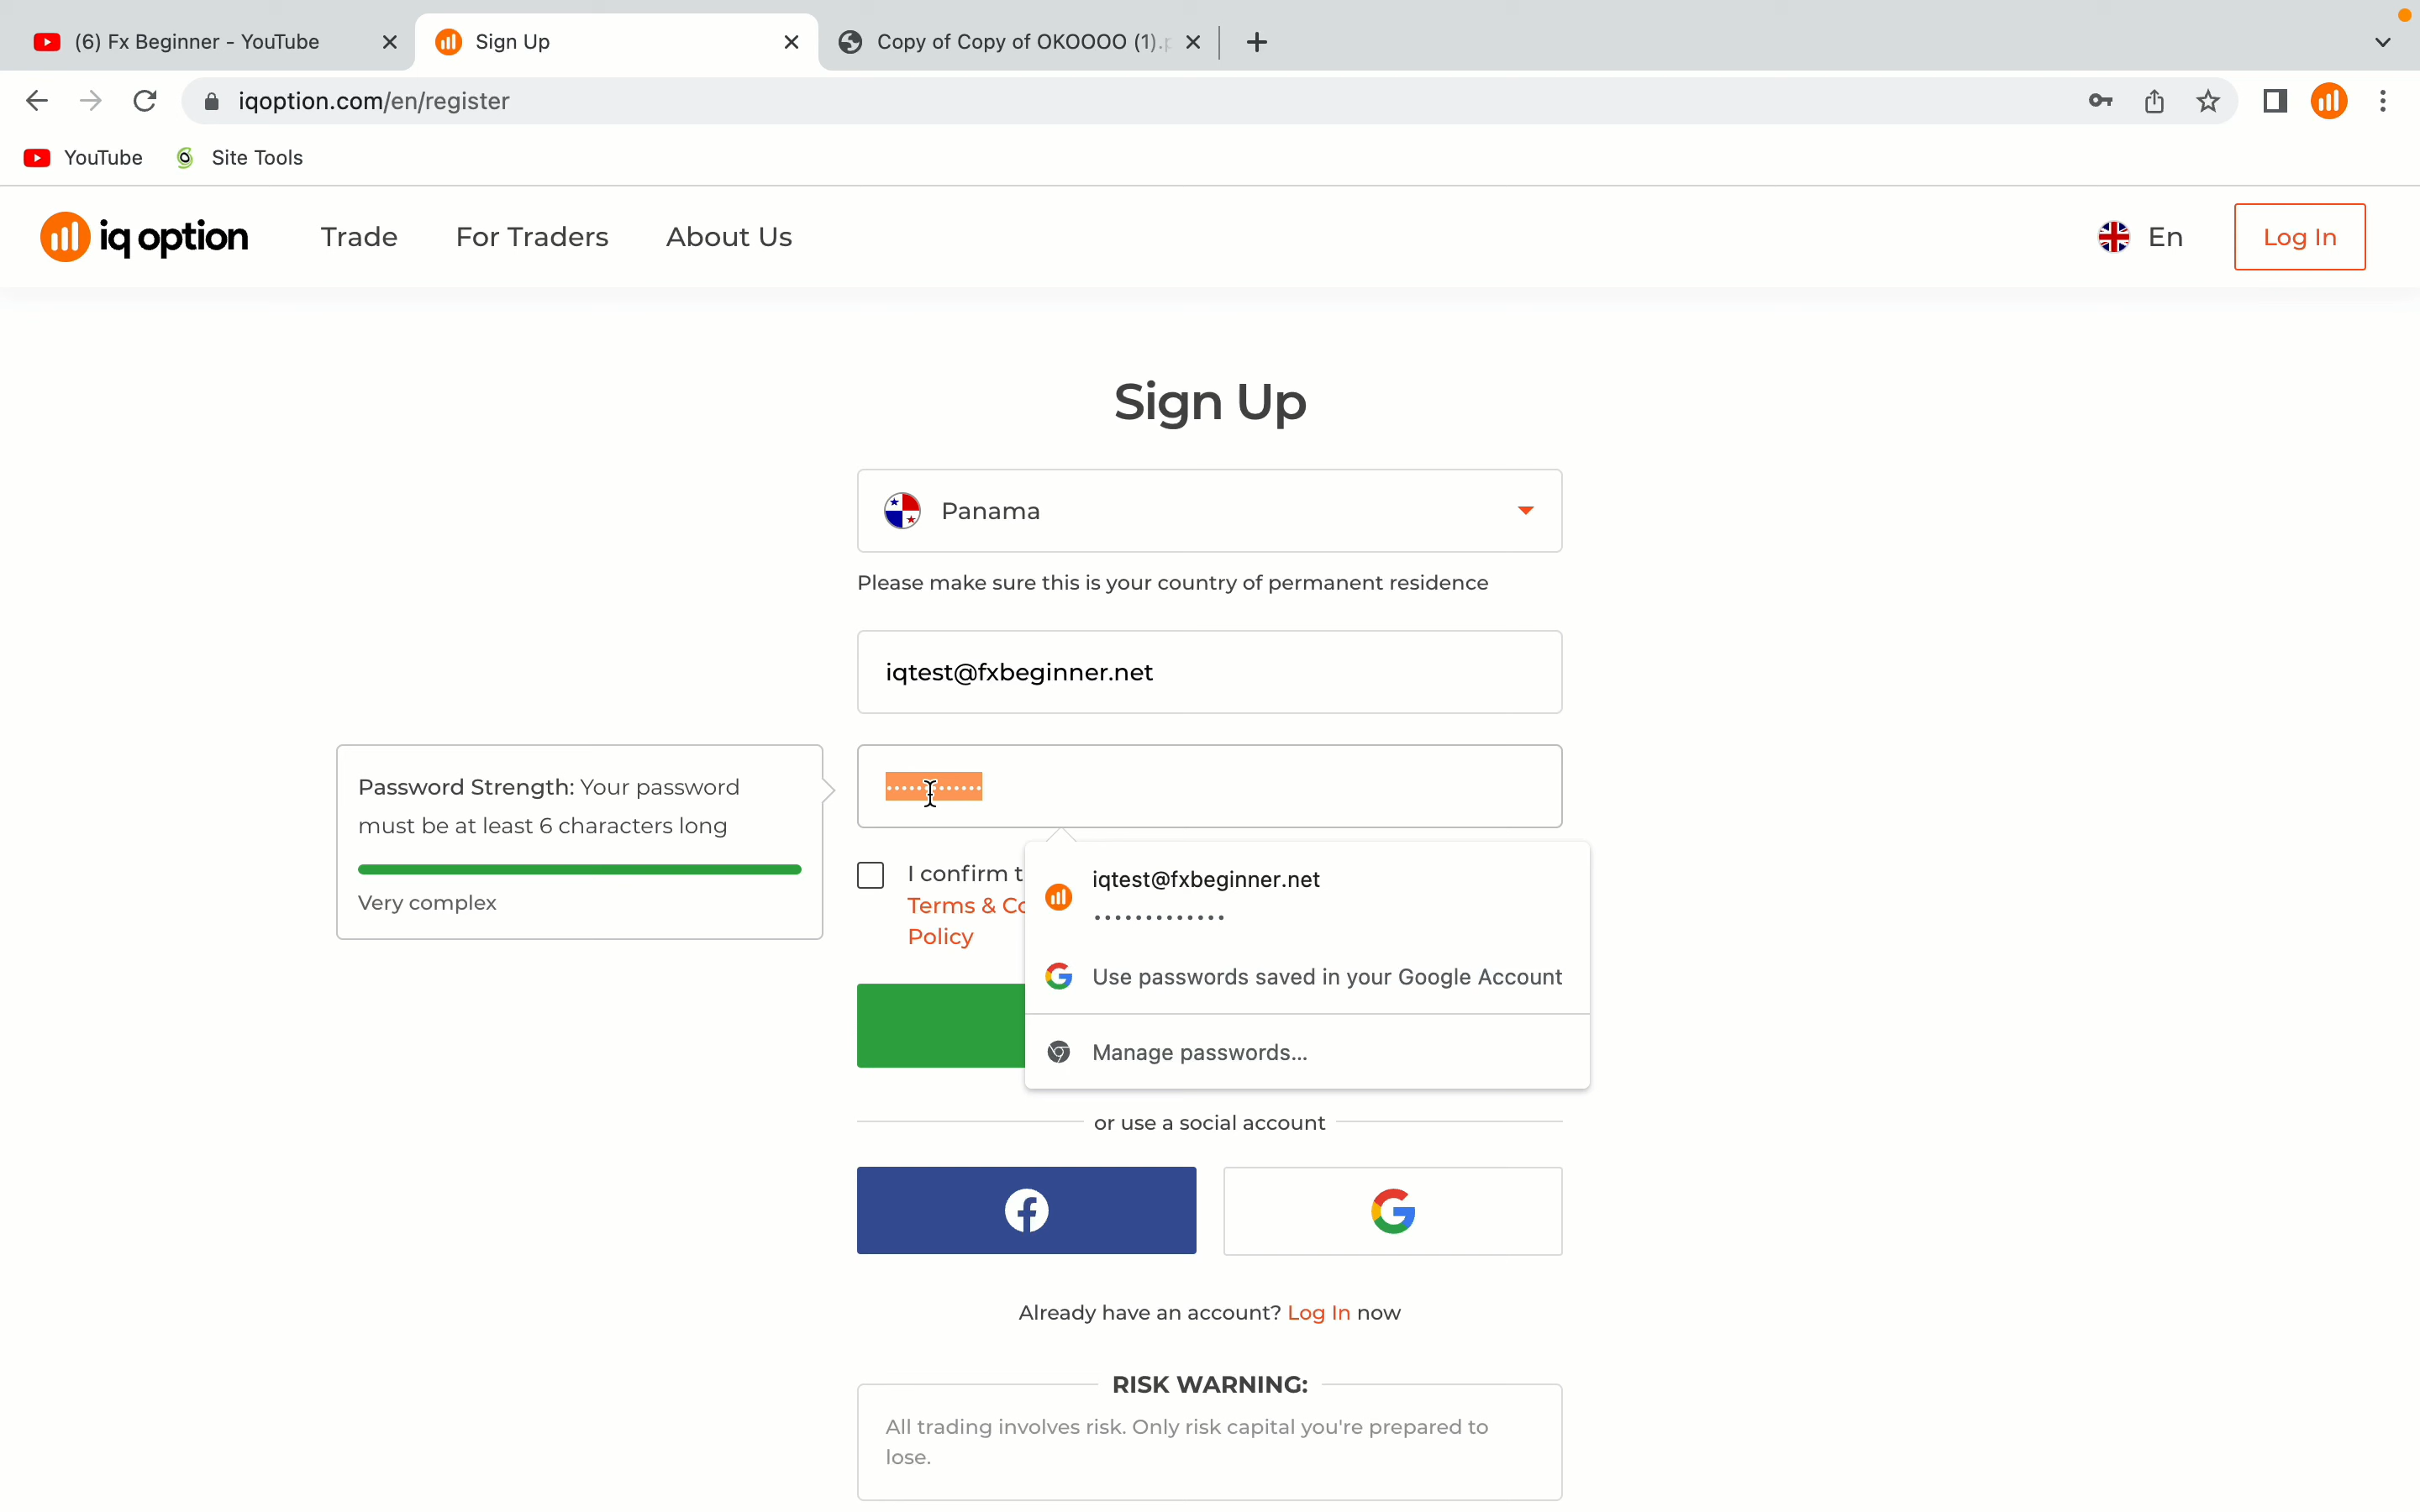 (6) Fx Beginner - YouTube
Sign Up
Copy of Copy of OKOOOO (1).p
iqoption.com/en/register
YouTube
Site Tools
iq option
Trade
For Traders
About Us
En
Log In
Sign Up
Panama
Please make sure this is your country of permanent residence
iqtest@fxbeginner.net
Password Strength: Your password
must be at least 6 characters long
Very complex
I confirm t
Terms & Co
Policy
iqtest@fxbeginner.net
Use passwords saved in your Google Account
Manage passwords...
or use a social account
Already have an account? Log In now
RISK WARNING:
All trading involves risk. Only risk capital you're prepared to
lose.